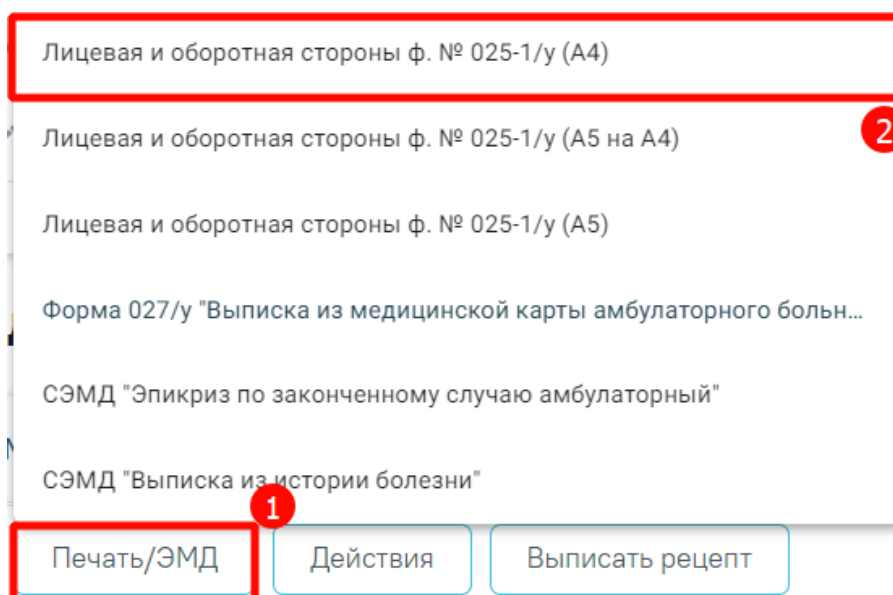 Лицевая и оборотная стороны ф. № 025-1/у (А4)
2
Лицевая и оборотная стороны ф. № 025-1/у (А5 на А4)
Лицевая и оборотная стороны ф. № 025-1/у (А5)
Форма 027/у "Выписка из медицинской карты амбулаторного больн...
СЭМД "Эпикриз по законченному случаю амбулаторный"
СЭМД "Выписка из истории болезни"
1
Печать/ЭМД Действия Выписать рецепт